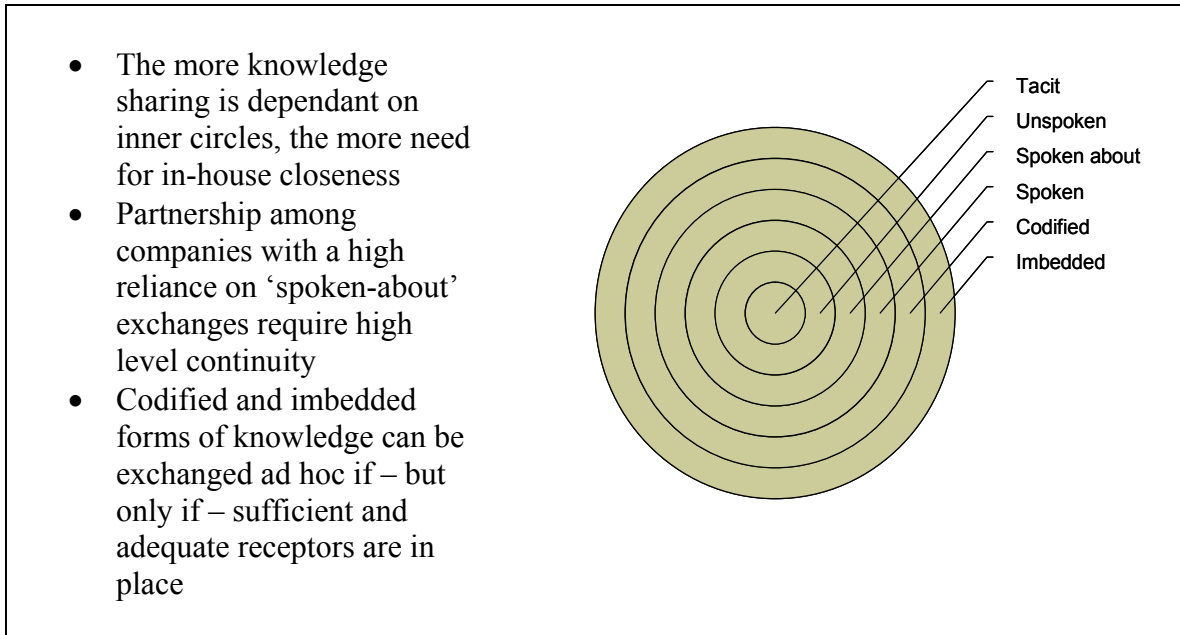 • The more knowledge
sharing is dependant on
inner circles, the more need
for in-house closeness
• Partnership among
companies with a high
reliance on ‘spoken-about’
exchanges require high
level continuity
• Codified and imbedded
forms of knowledge can be
exchanged ad hoc if – but
only if – sufficient and
adequate receptors are in
place
Tacit
Unspoken
Spoken about
Spoken
Codified
Imbedded